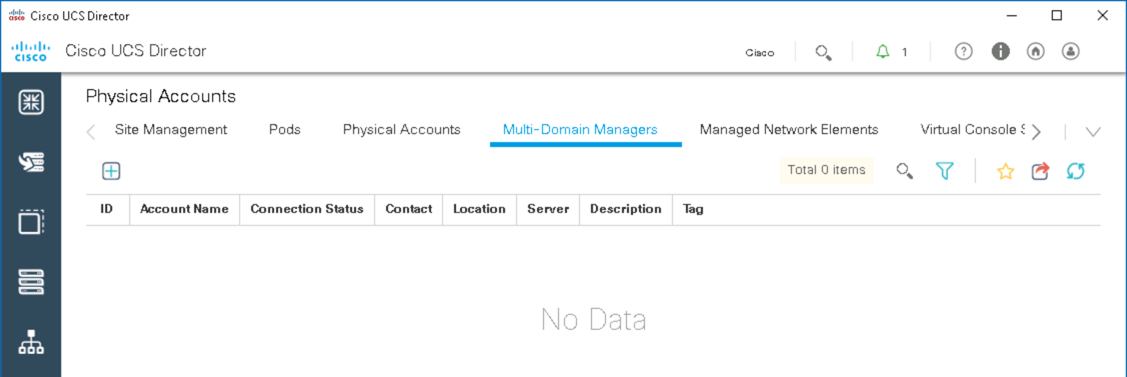 Cisco UCS Director
CISCO Cisco UCS Director Cisco 1
Physical Accounts
Site Management Pods Physical Accounts Multi-Domain Managers Managed Network Elements Virtual Console S
Total 0 items
ID Account Name Connection Status Contact Location Server Description Tag
No Data